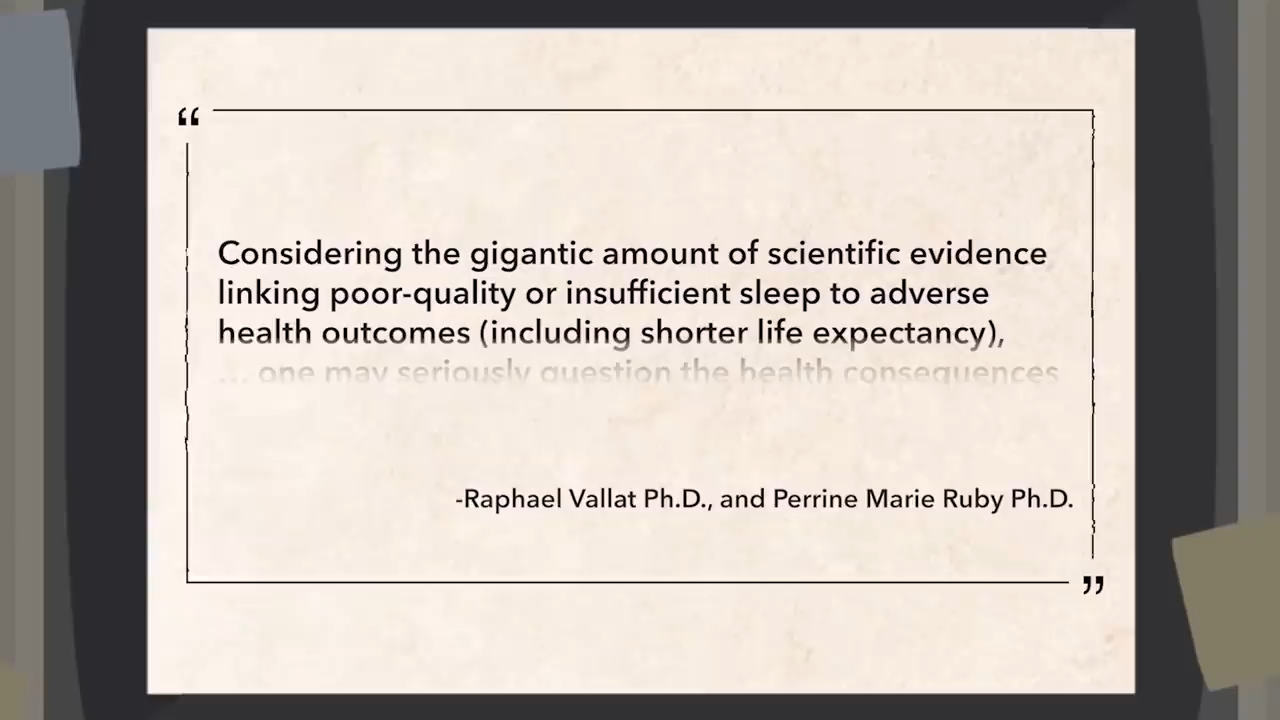 “
Considering the gigantic amount of scientific evidence
linking poor-quality or insufficient sleep to adverse
health outcomes (including shorter life expectancy),
... one may seriously question the health consequences
-Raphael Vallat Ph.D., and Perrine Marie Ruby Ph.D.
”